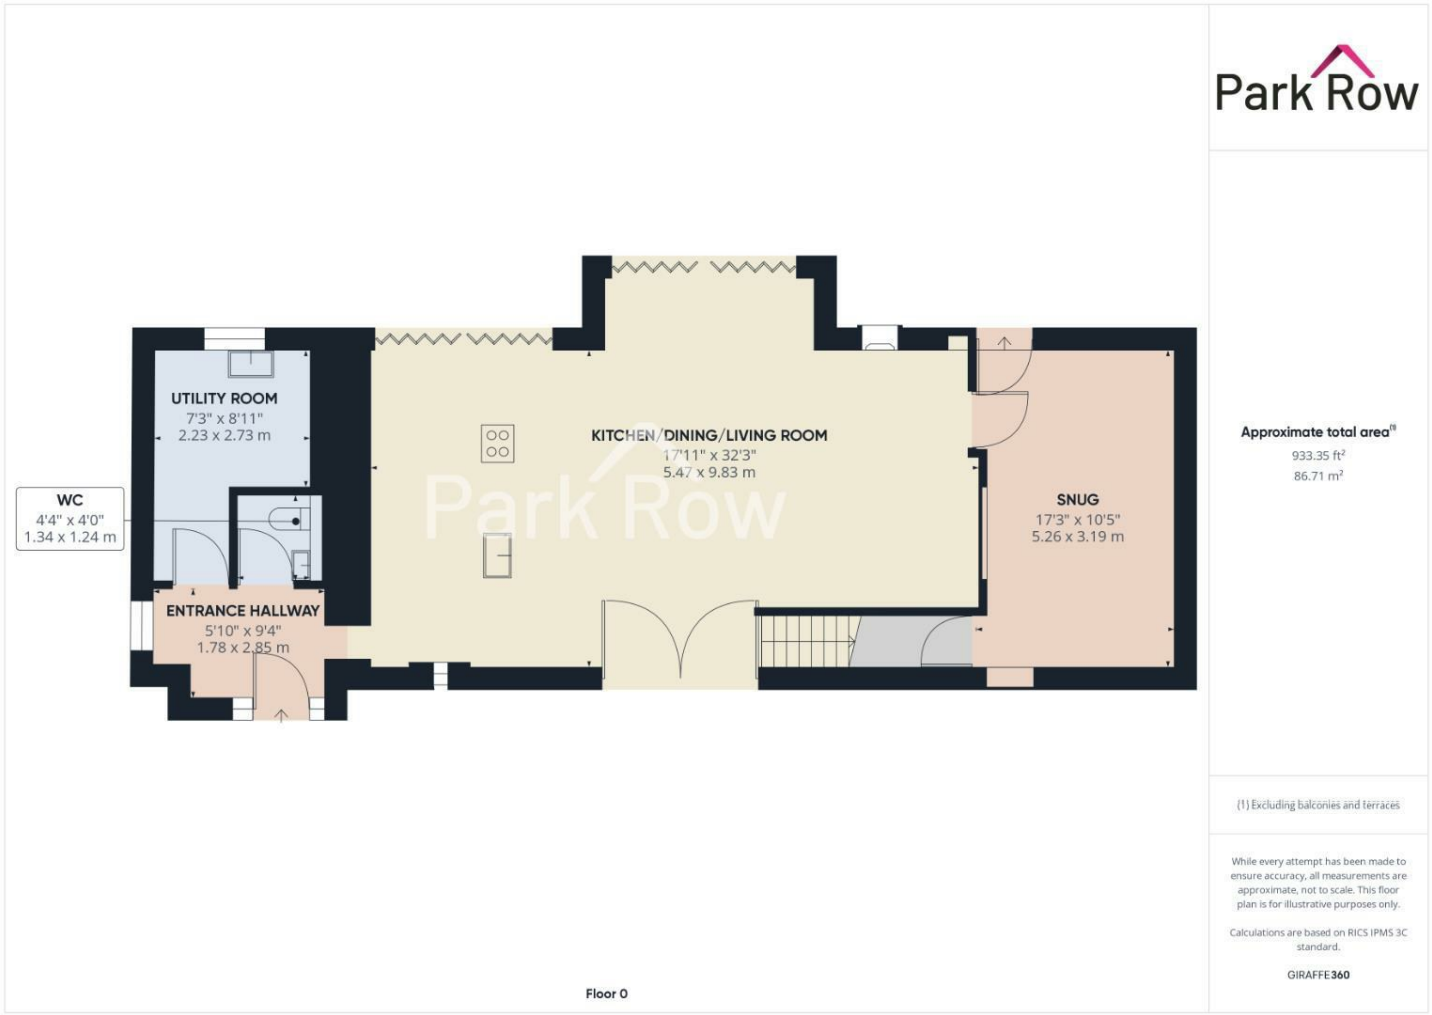 Park Row
UTILITY ROOM
7'3" x 8'11"
2.23 x 2.73 m
WC
4'4" x 4'0"
1.34 x 1.24 m
ENTRANCE HALLWAY
5'10" x 9'4"
1.78 x 2.85 m
KITCHEN/DINING/LIVING ROOM
17'11" x 32'3"
5.47 x 9.83 m
Park Row
SNUG
17'3" x 10'5"
5.26 x 3.19 m
Approximate total area⁽¹⁾
933.35 ft²
86.71 m²
(1) Excluding balconies and terraces
While every attempt has been made to
ensure accuracy, all measurements are
approximate, not to scale. This floor
plan is for illustrative purposes only.
Calculations are based on RICS IPMS 3C
standard.
GIRAFFE360
Floor 0